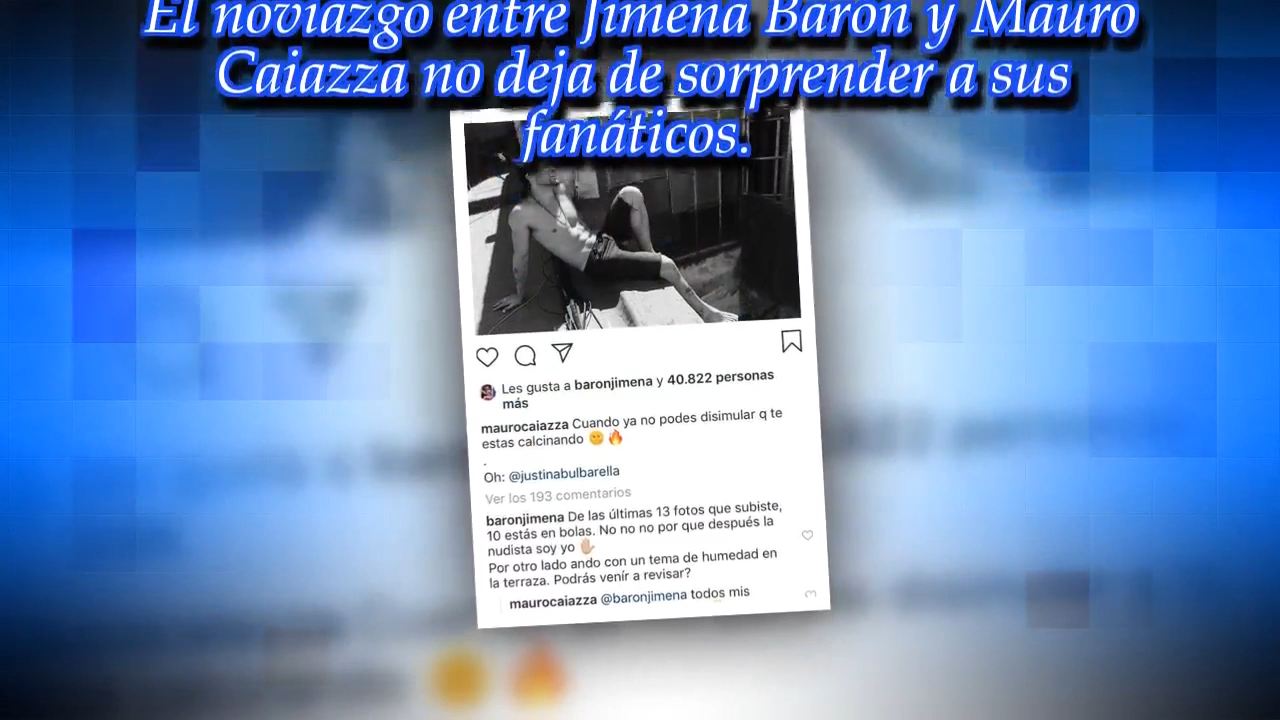 El noviazgo entre Jimena Barón y Mauro
Caiazza no deja de sorprender a sus
fanáticos.
Les gusta a baronjimena y 40.822 personas
más
maurocaiazza Cuando ya no podes disimular q te
estas calcinando 🌝🔥
.
Oh: @justinabulbarella
Ver los 193 comentarios
baronjimena De las últimas 13 fotos que subiste,
10 estás en bolas. No no no por que después la
nudista soy yo ✋🏼
Por otro lado ando con un tema de humedad en
la terraza. Podrás venír a revisar?
maurocaiazza @baronjimena todos mis